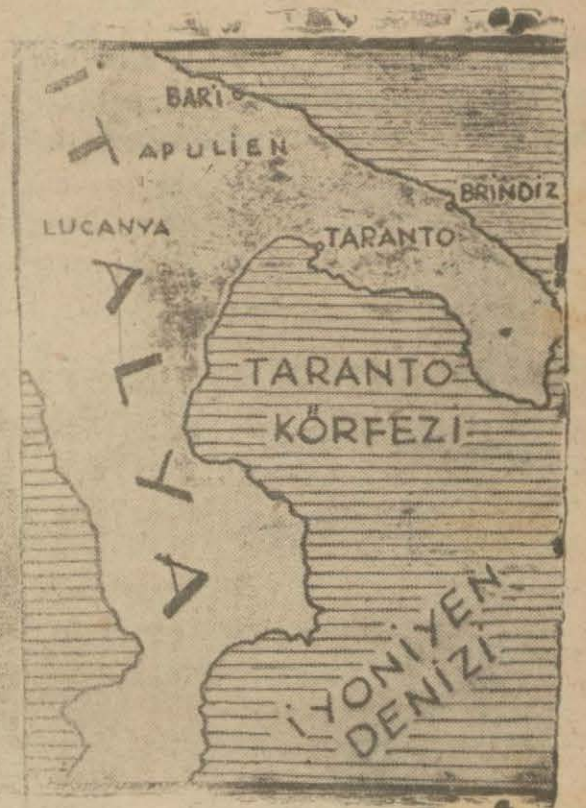 BARİ
APULİEN
BRİNDİZ
LUCANYA
TARANTO
İTALYA
TARANTO
KÖRFEZİ
İYONİYEN
DENİZİ